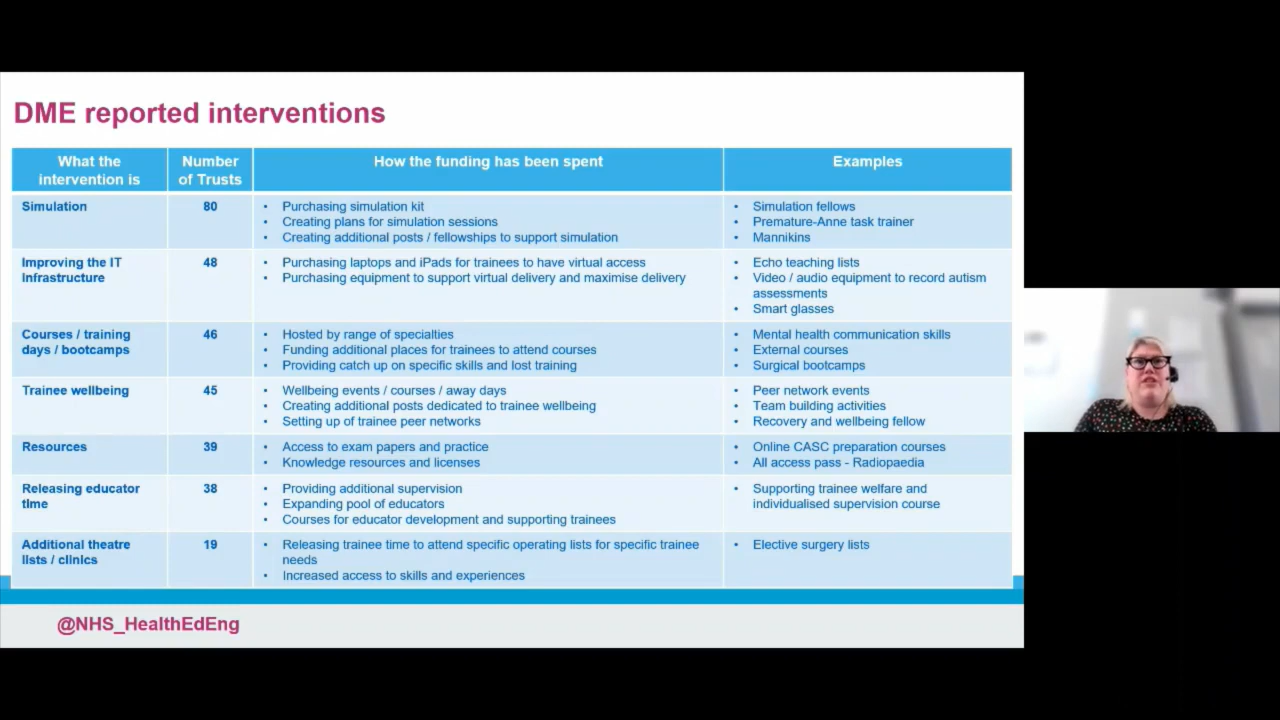 DME reported interventions
What the
intervention is
Number
of Trusts
How the funding has been spent
Examples
Simulation
80
• Purchasing simulation kit
• Creating plans for simulation sessions
• Creating additional posts / fellowships to support simulation
• Simulation fellows
• Premature-Anne task trainer
• Mannikins
Improving the IT
infrastructure
48
• Purchasing laptops and iPads for trainees to have virtual access
• Purchasing equipment to support virtual delivery and maximise delivery
• Echo teaching lists
• Video / audio equipment to record autism
assessments
• Smart glasses
Courses / training
days / bootcamps
46
• Hosted by range of specialties
• Funding additional places for trainees to attend courses
• Providing catch up on specific skills and lost training
• Mental health communication skills
• External courses
• Surgical bootcamps
Trainee wellbeing
45
• Wellbeing events / courses / away days
• Creating additional posts dedicated to trainee wellbeing
• Setting up of trainee peer networks
• Peer network events
• Team building activities
• Recovery and wellbeing fellow
Resources
39
• Access to exam papers and practice
• Knowledge resources and licenses
• Online CASC preparation courses
• All access pass - Radiopaedia
Releasing educator
time
38
• Providing additional supervision
• Expanding pool of educators
• Courses for educator development and supporting trainees
• Supporting trainee welfare and
individualised supervision course
Additional theatre
lists / clinics
19
• Releasing trainee time to attend specific operating lists for specific trainee
needs
• Increased access to skills and experiences
• Elective surgery lists
@NHS_HealthEdEng